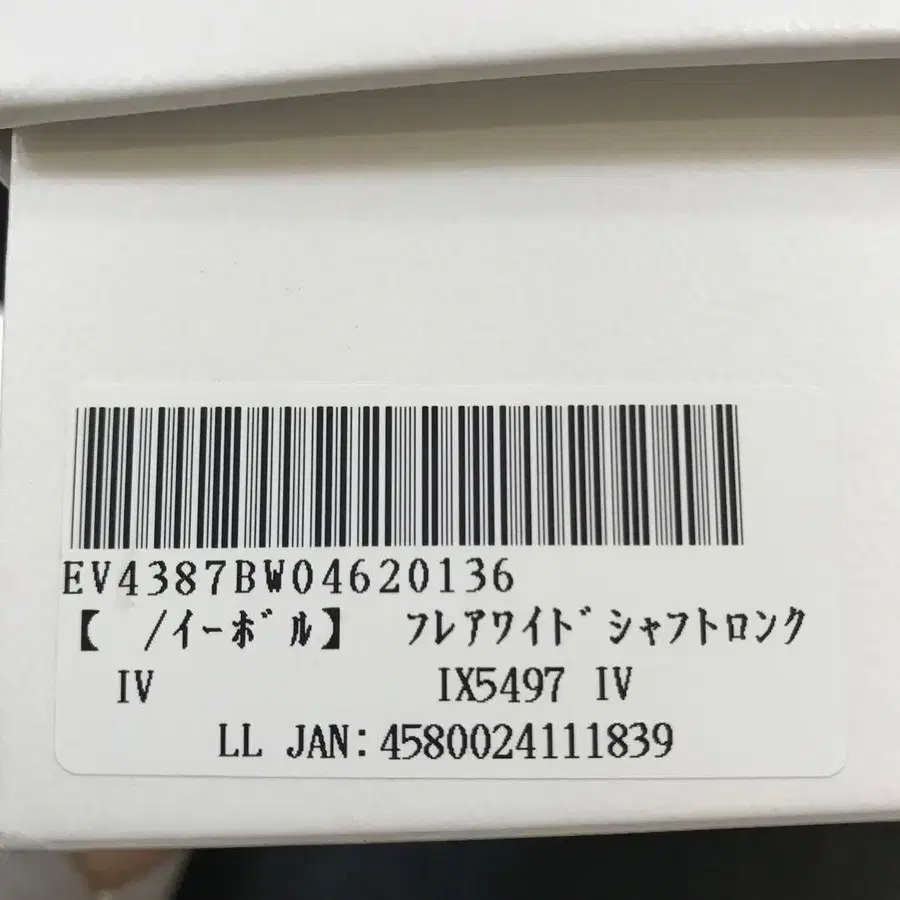 EV4387BW04620136
【 /ｲｰﾎﾞﾙ】 ﾌﾚｱﾜｲﾄﾞｼｬﾌﾄﾛﾝｸ
IV IX5497 IV
LL JAN:4580024111839